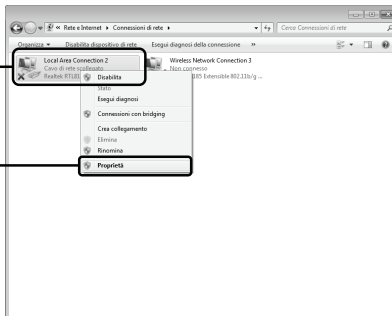 « Rete e Internet ▸ Connessioni di rete ▸
Cerca Connessioni di rete
Organizza ▾ Disabilita dispositivo di rete Esegui diagnosi della connessione »
Local Area Connection 2
Cavo di rete scollegato
Realtek RTL81
Wireless Network Connection 3
Non connesso
185 Extensible 802.11b/g ...
Disabilita
Stato
Esegui diagnosi
Connessioni con bridging
Crea collegamento
Elimina
Rinomina
Proprietà